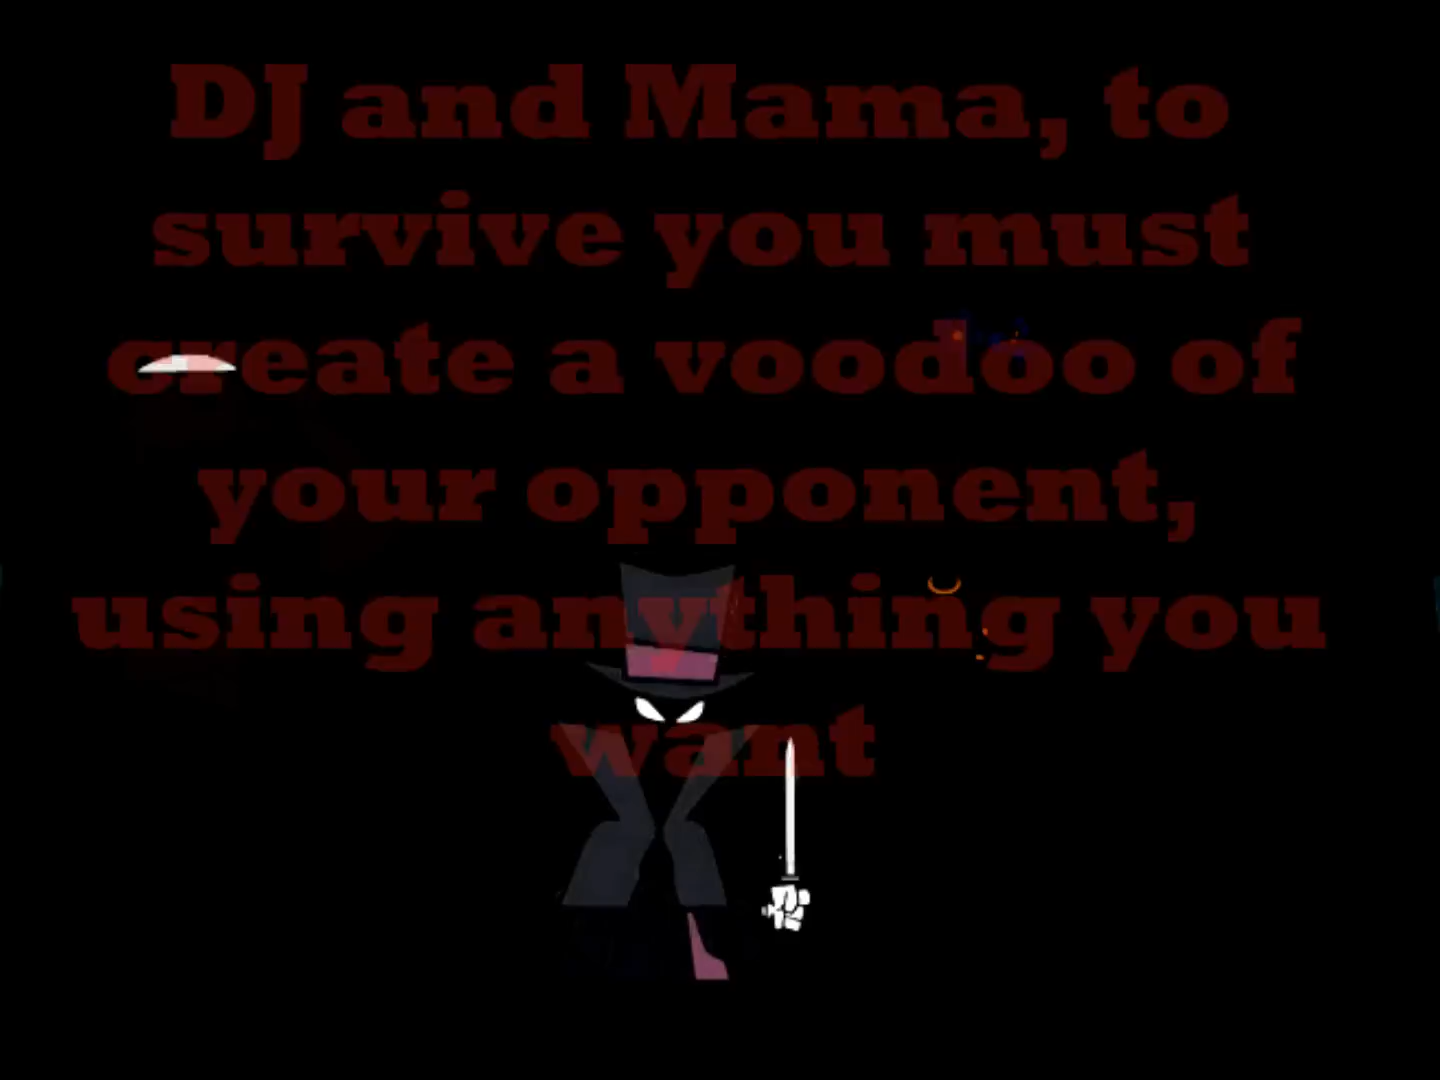 DJ and Mama, to
survive you must
create a voodoo of
your opponent,
using anything you
want